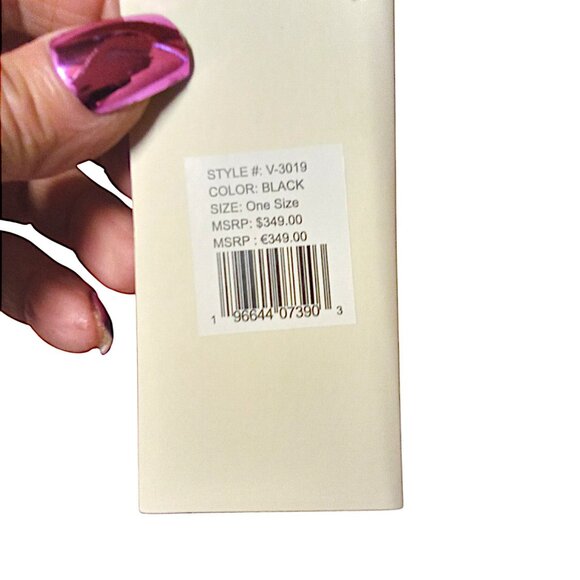 STYLE #: V-3019
COLOR: BLACK
SIZE: One Size
MSRP: $349.00
MSRP : €349.00
1 96644 07390 3